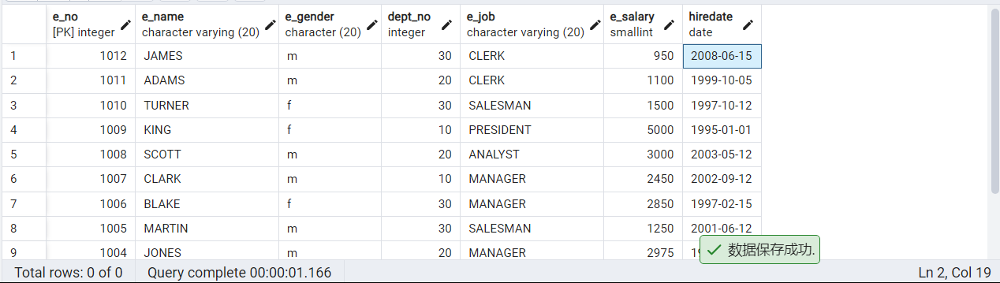 e_no e_name e_gender dept_no e_job e_salary hiredate
[PK] integer character varying (20) character (20) integer character varying (20) smallint date
1 1012 JAMES m 30 CLERK 950 2008-06-15
2 1011 ADAMS m 20 CLERK 1100 1999-10-05
3 1010 TURNER f 30 SALESMAN 1500 1997-10-12
4 1009 KING f 10 PRESIDENT 5000 1995-01-01
5 1008 SCOTT m 20 ANALYST 3000 2003-05-12
6 1007 CLARK m 10 MANAGER 2450 2002-09-12
7 1006 BLAKE f 30 MANAGER 2850 1997-02-15
8 1005 MARTIN m 30 SALESMAN 1250 2001-06-12
9 1004 JONES m 20 MANAGER 2975
数据保存成功.
Total rows: 0 of 0 Query complete 00:00:01.166 Ln 2, Col 19